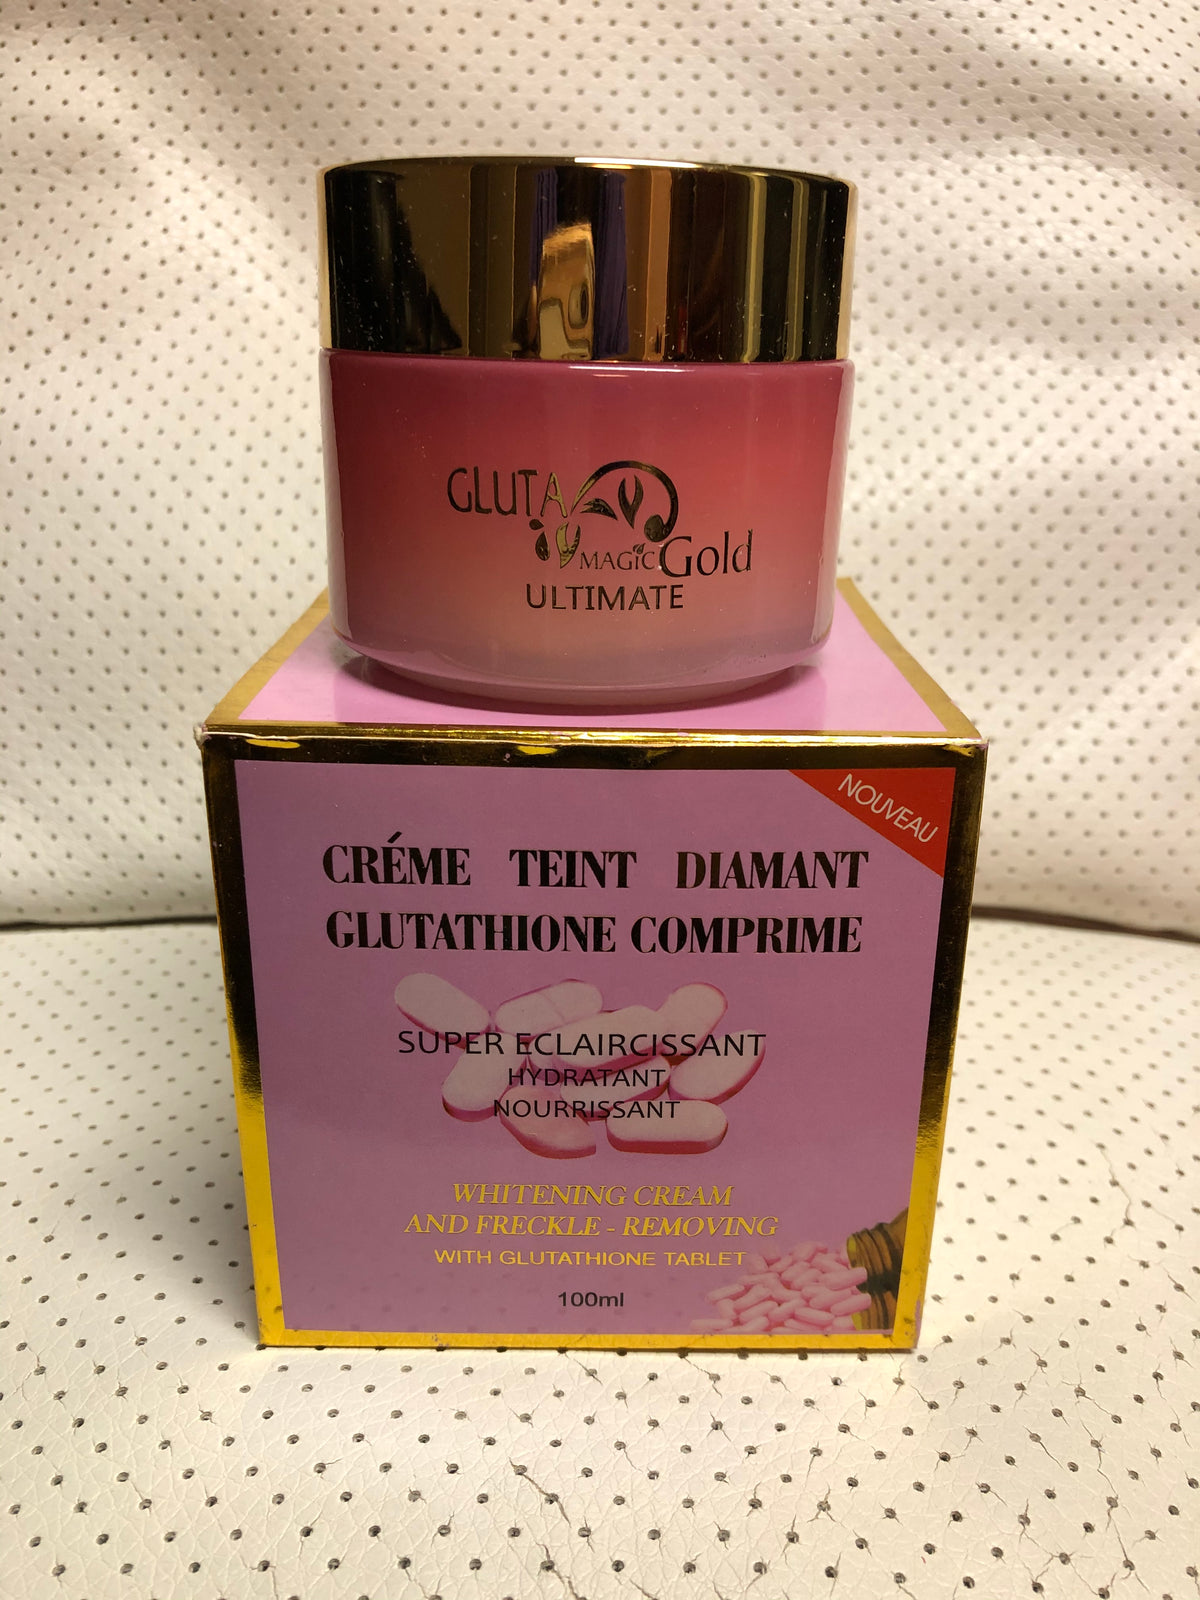 GLUTA
MAGIC Gold
ULTIMATE
NOUVEAU
CRÉME TEINT DIAMANT
GLUTATHIONE COMPRIME
SUPER ECLAIRCISSANT
HYDRATANT
NOURRISSANT
WHITENING CREAM
AND FRECKLE - REMOVING
WITH GLUTATHIONE TABLET
100ml